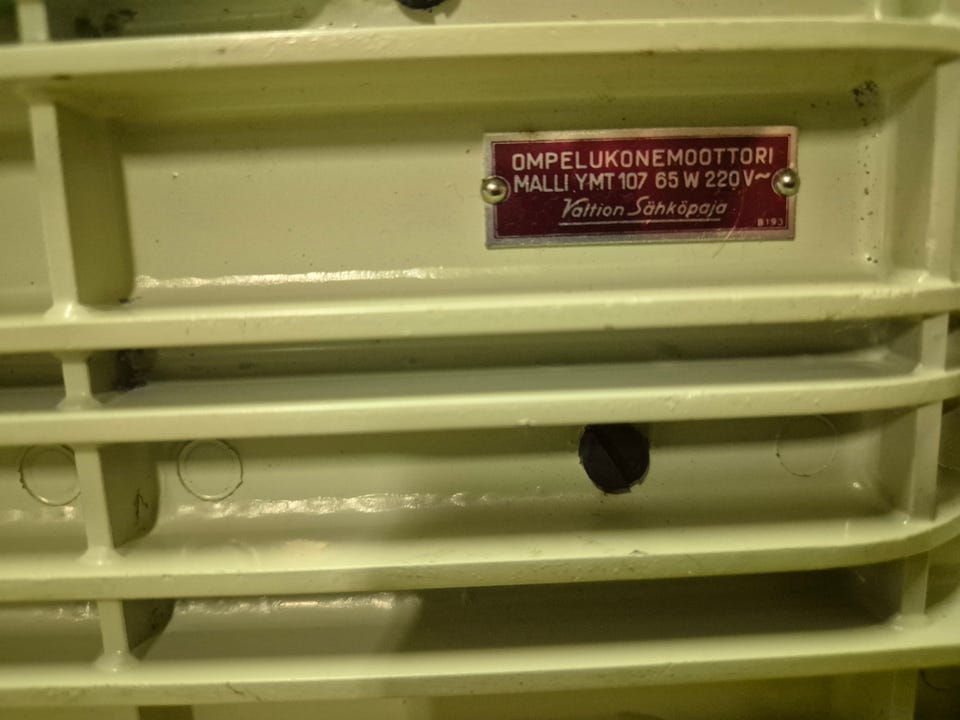 OMPELUKONEMOOTTORI
MALLI YMT 107 65 W 220 V~
Valtion Sähköpaja
B193